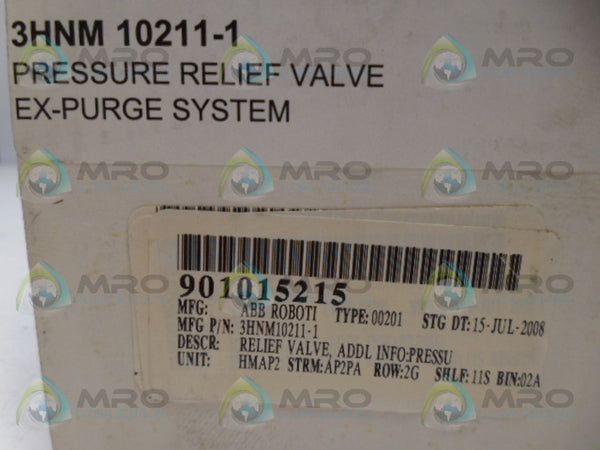 3HNM 10211-1
PRESSURE RELIEF VALVE
EX-PURGE SYSTEM
901015215
MFG: ABB ROBOTI TYPE: 00201 STG DT: 15-JUL-2008
MFG P/N: 3HNM10211-1
DESCR: RELIEF VALVE, ADDL INFO:PRESSU
UNIT: HMAP2 STRM: AP2PA ROW: 2G SHLF: 11S BIN: 02A
MRO